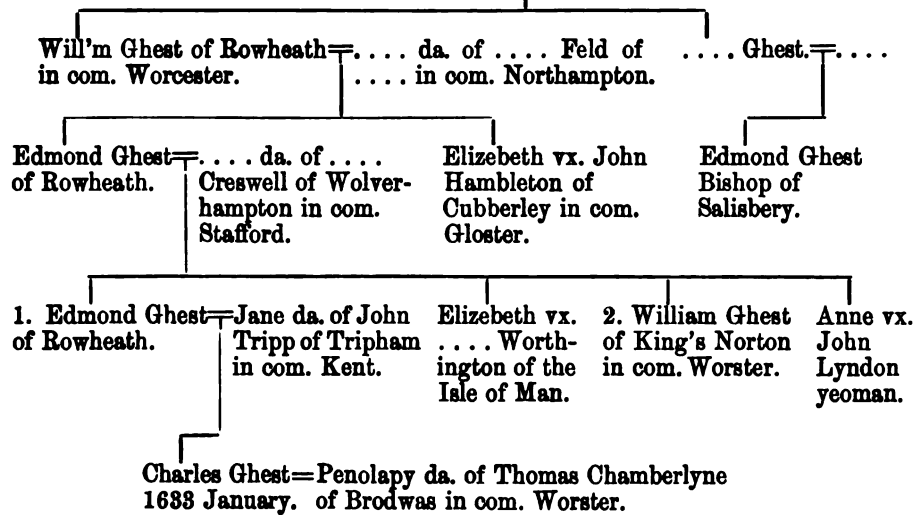 Will'm Ghest of Rowheath=. . . . da. of . . . . Feld of
in com. Worcester.
. . . . in com. Northampton.
. . . . Ghest.=. . . .
Edmond Ghest=. . . . da. of . . . .
of Rowheath.
Creswell of Wolver-
hampton in com.
Stafford.
Elizebeth vx. John
Hambleton of
Cubberley in com.
Gloster.
Edmond Ghest
Bishop of
Salisbery.
1. Edmond Ghest=Jane da. of John
of Rowheath.
Tripp of Tripham
in com. Kent.
Elizebeth vx.
. . . . Worth-
ington of the
Isle of Man.
2. William Ghest
of King's Norton
in com. Worster.
Anne vx.
John
Lyndon
yeoman.
Charles Ghest=Penolapy da. of Thomas Chamberlyne
1633 January. of Brodwas in com. Worster.